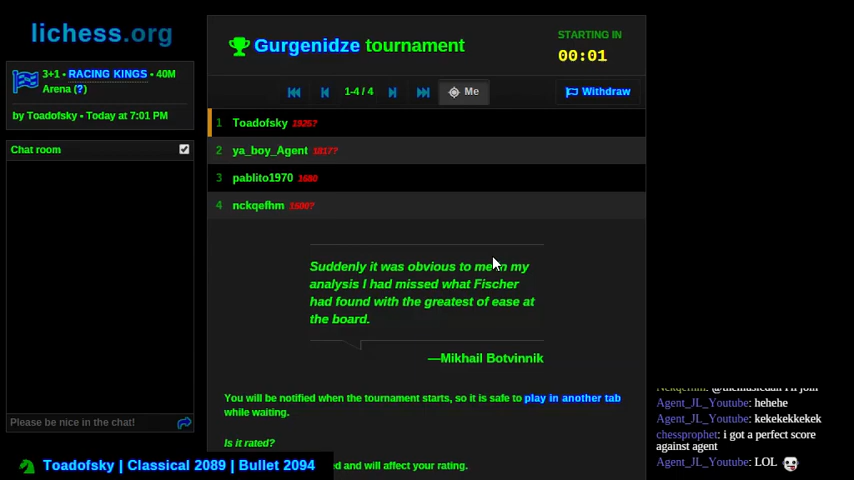 lichess.org
3+1 • RACING KINGS • 40M
Arena (?)
by Toadofsky • Today at 7:01 PM
Chat room
Please be nice in the chat!
Gurgenidze tournament
STARTING IN
00:01
1-4 / 4
Me
Withdraw
1 Toadofsky 1925?
2 ya_boy_Agent 1817?
3 pablito1970 1680
4 nckqefhm 1500?
Suddenly it was obvious to me in my
analysis I had missed what Fischer
had found with the greatest of ease at
the board.
—Mikhail Botvinnik
You will be notified when the tournament starts, so it is safe to play in another tab
while waiting.
Is it rated?
d and will affect your rating.
Toadofsky | Classical 2089 | Bullet 2094
Agent_JL_Youtube: hehehe
Agent_JL_Youtube: kekekekkekek
chessprophet: i got a perfect score
against agent
Agent_JL_Youtube: LOL